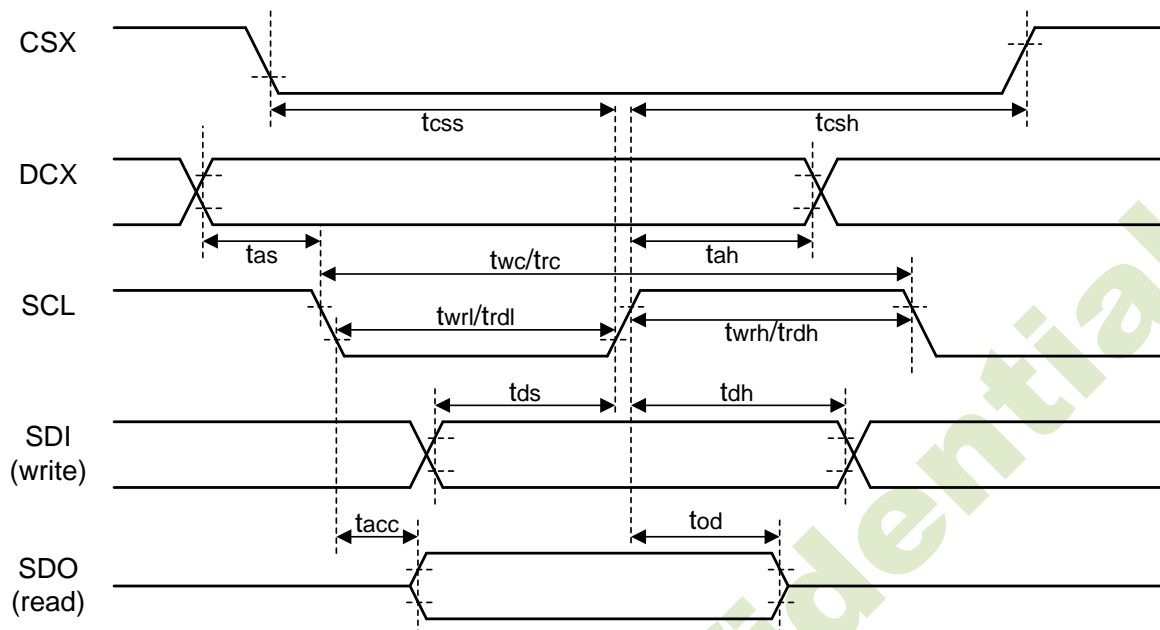 CSX
tcss
tcsh
DCX
tas
tah
twc/trc
SCL
twrl/trdl
twrh/trdh
tds
tdh
SDI
(write)
tacc
tod
SDO
(read)
fidential